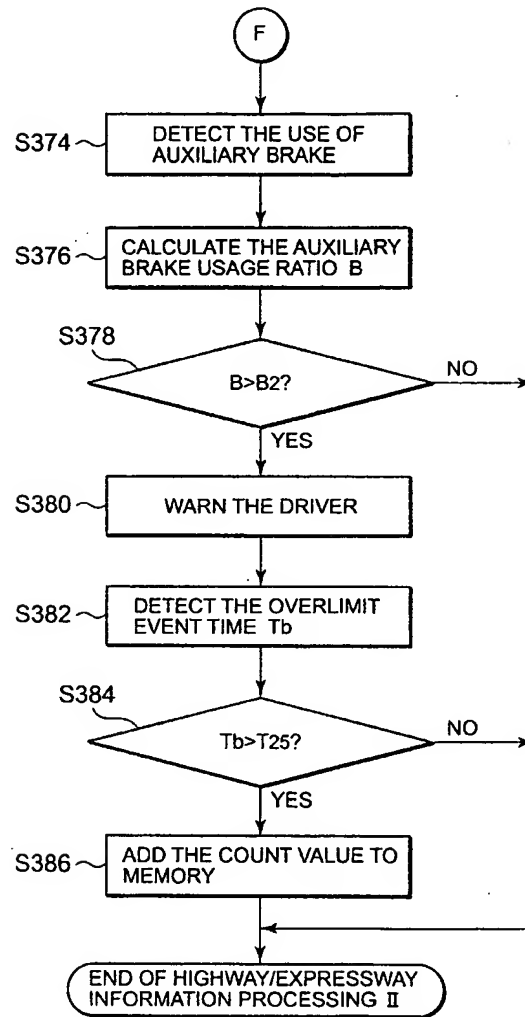 F
S374
DETECT THE USE OF
AUXILIARY BRAKE
S376
CALCULATE THE AUXILIARY
BRAKE USAGE RATIO B
S378
B>B2?
NO
YES
S380
WARN THE DRIVER
S382
DETECT THE OVERLIMIT
EVENT TIME Tb
S384
Tb>T25?
NO
YES
S386
ADD THE COUNT VALUE TO
MEMORY
END OF HIGHWAY/EXPRESSWAY
INFORMATION PROCESSING II